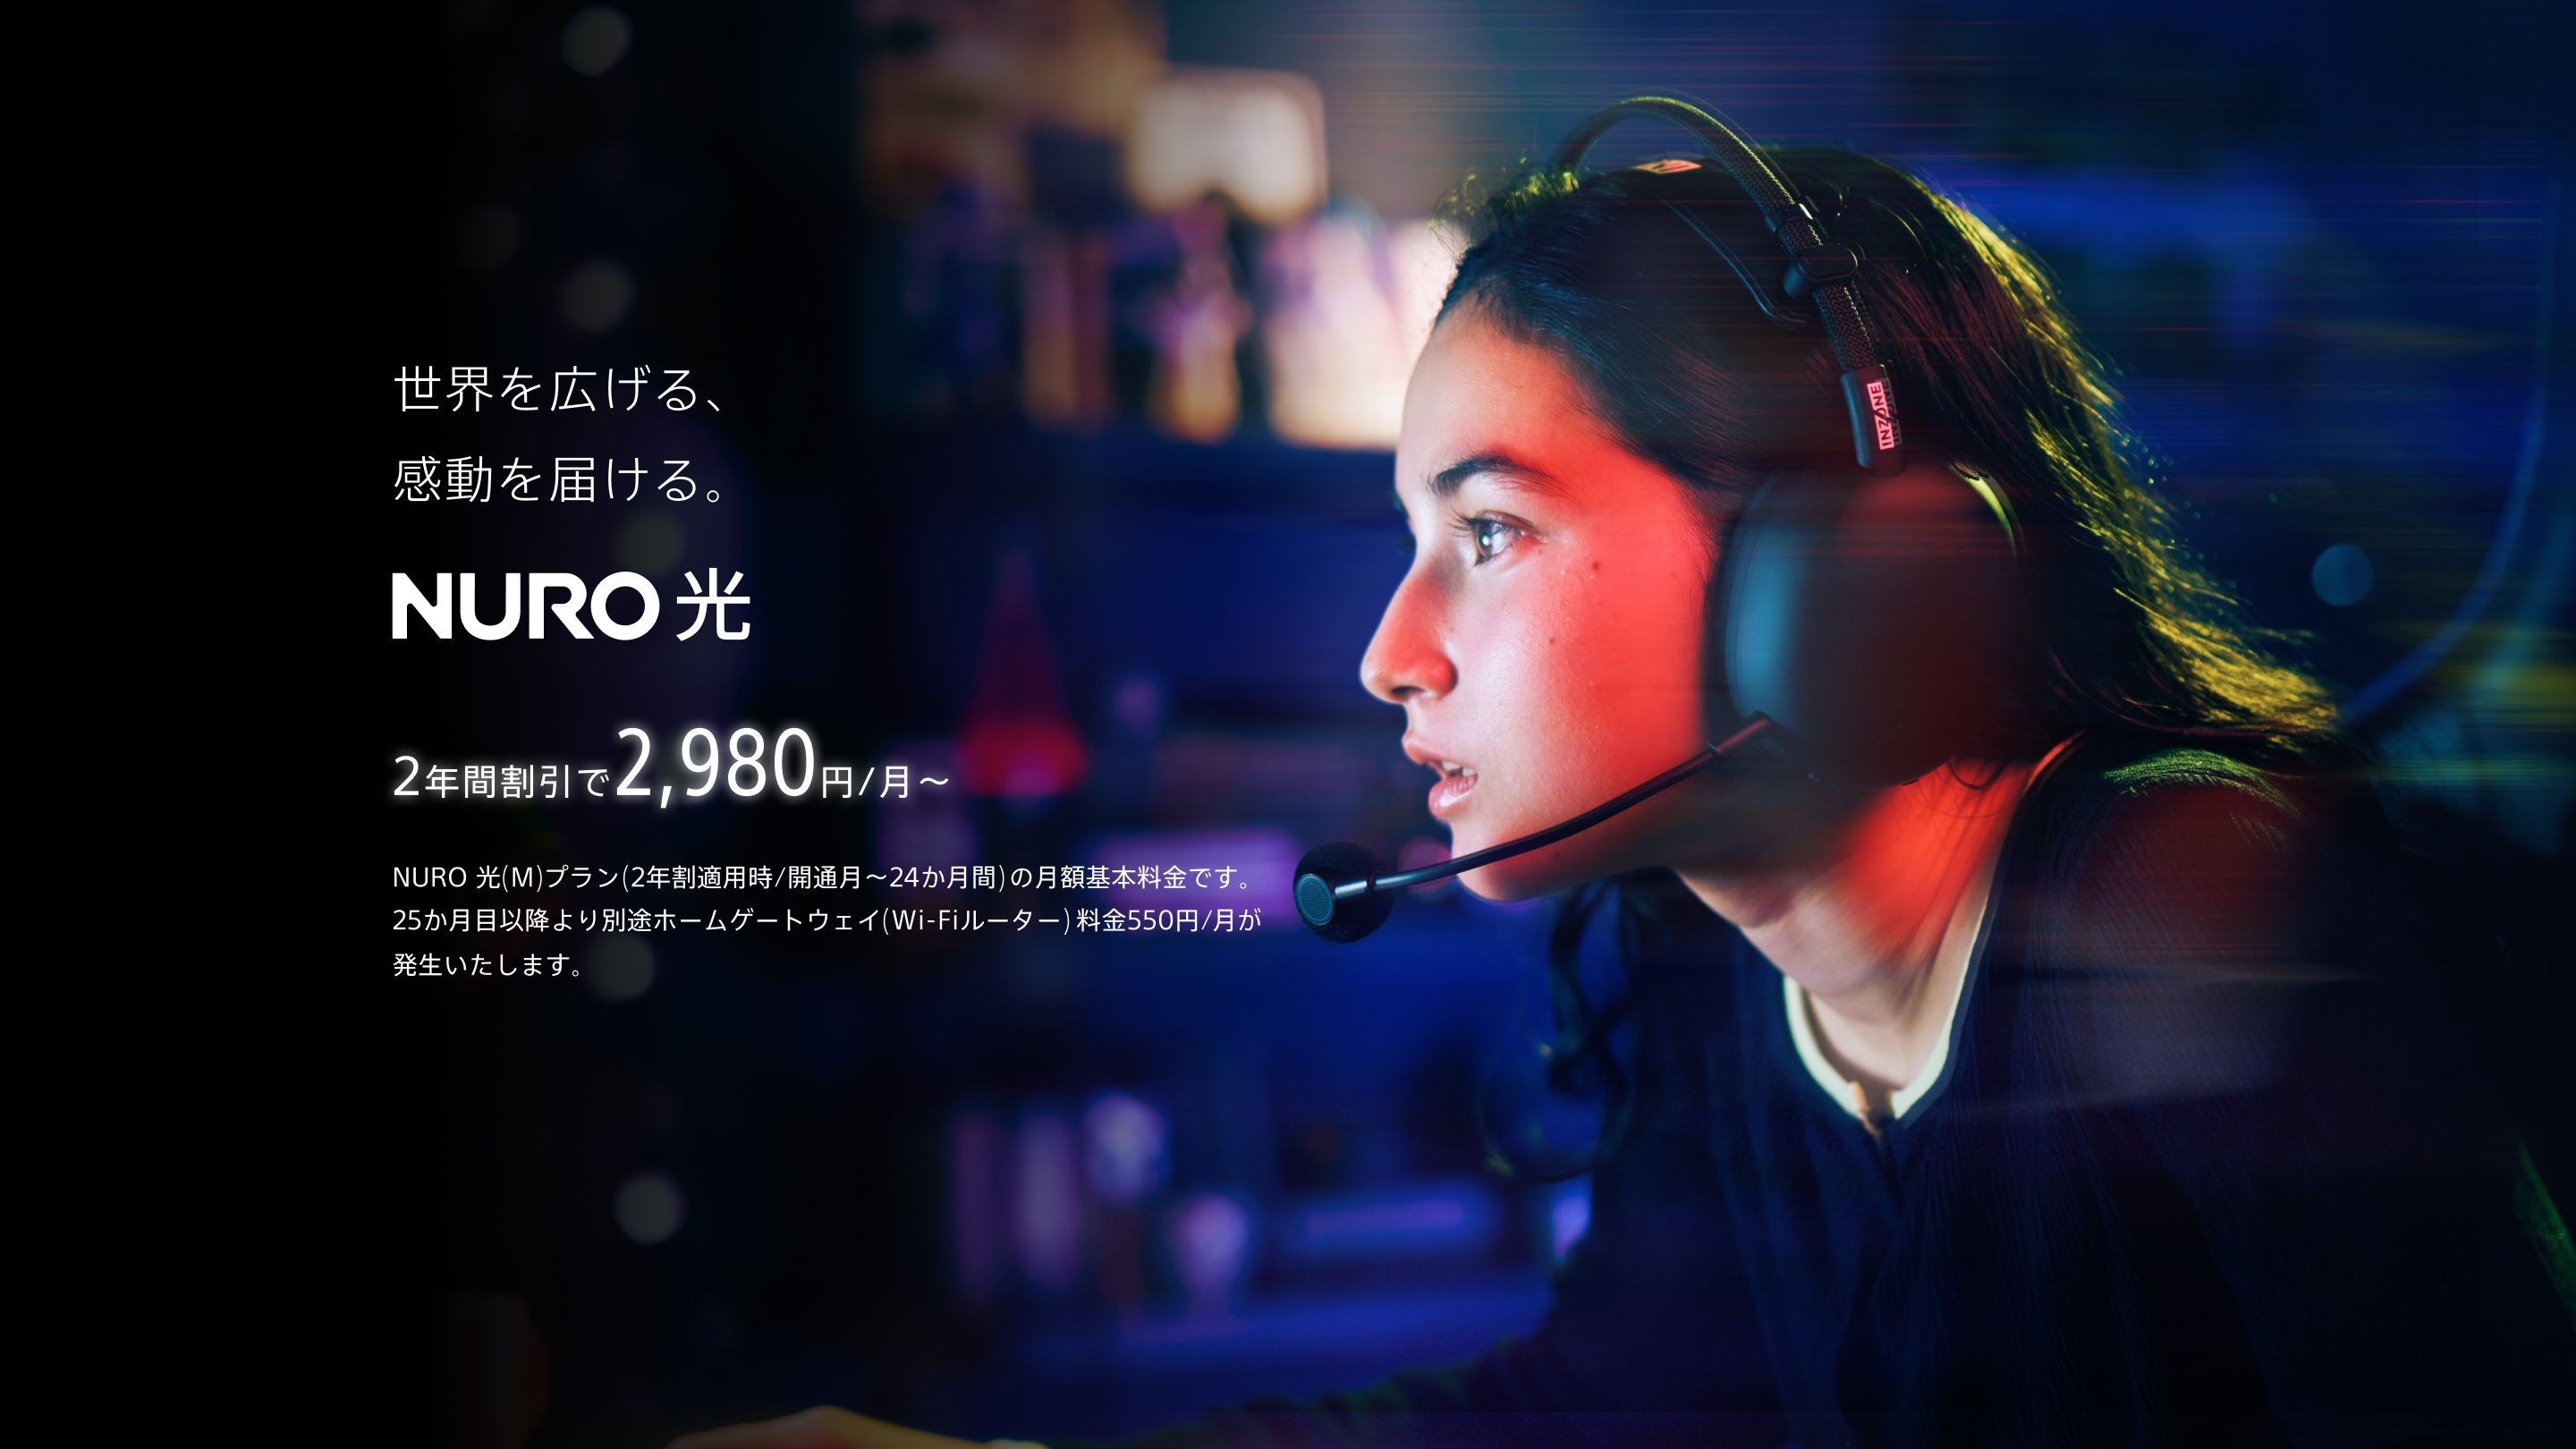 世界を広げる、
感動を届ける。
NURO 光
2年間割引で2,980円/月～
NURO 光(M)プラン(2年割適用時/開通月～24か月間)の月額基本料金です。
25か月目以降より別途ホームゲートウェイ(Wi-Fiルーター)料金550円/月が
発生いたします。
INZONE